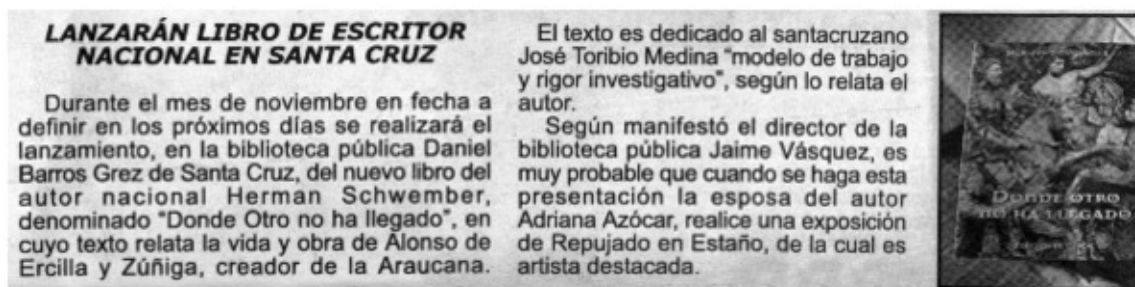 LANZARÁN LIBRO DE ESCRITOR
NACIONAL EN SANTA CRUZ
Durante el mes de noviembre en fecha a
definir en los próximos días se realizará el
lanzamiento, en la biblioteca pública Daniel
Barros Grez de Santa Cruz, del nuevo libro del
autor nacional Herman Schwember,
denominado “Donde Otro no ha llegado”, en
cuyo texto relata la vida y obra de Alonso de
Ercilla y Zúñiga, creador de la Araucana.
El texto es dedicado al santacruzano
José Toribio Medina “modelo de trabajo
y rigor investigativo”, según lo relata el
autor.
Según manifestó el director de la
biblioteca pública Jaime Vásquez, es
muy probable que cuando se haga esta
presentación la esposa del autor
Adriana Azócar, realice una exposición
de Repujado en Estaño, de la cual es
artista destacada.
DONDE OTRO
NO HA LLEGADO